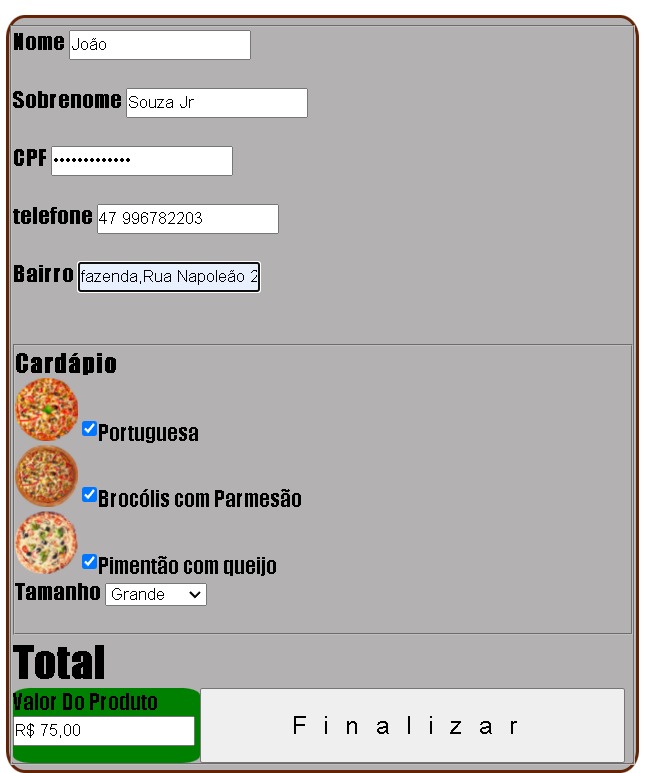 Nome João
Sobrenome Souza Jr
CPF •••••••••••••
telefone 47 996782203
Bairro fazenda,Rua Napoleão 2
Cardápio
Portuguesa
Brocólis com Parmesão
Pimentão com queijo
Tamanho Grande
Total
Valor Do Produto
R$ 75,00
Finalizar